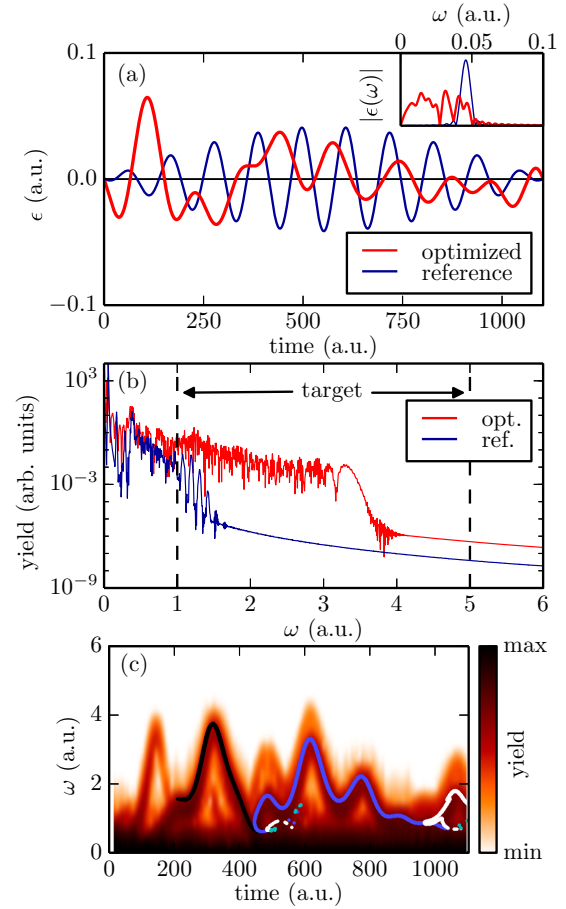 ω (a.u.)
0 0.05 0.1
|ϵ(ω)|
(a)
0.1
0.0
−0.1
ϵ (a.u.)
optimized
reference
0 250 500 750 1000
time (a.u.)
(b)
target
opt.
ref.
10^3
10^−3
10^−9
yield (arb. units)
0 1 2 3 4 5 6
ω (a.u.)
(c)
6
4
2
0
ω (a.u.)
0 200 400 600 800 1000
time (a.u.)
max
yield
min